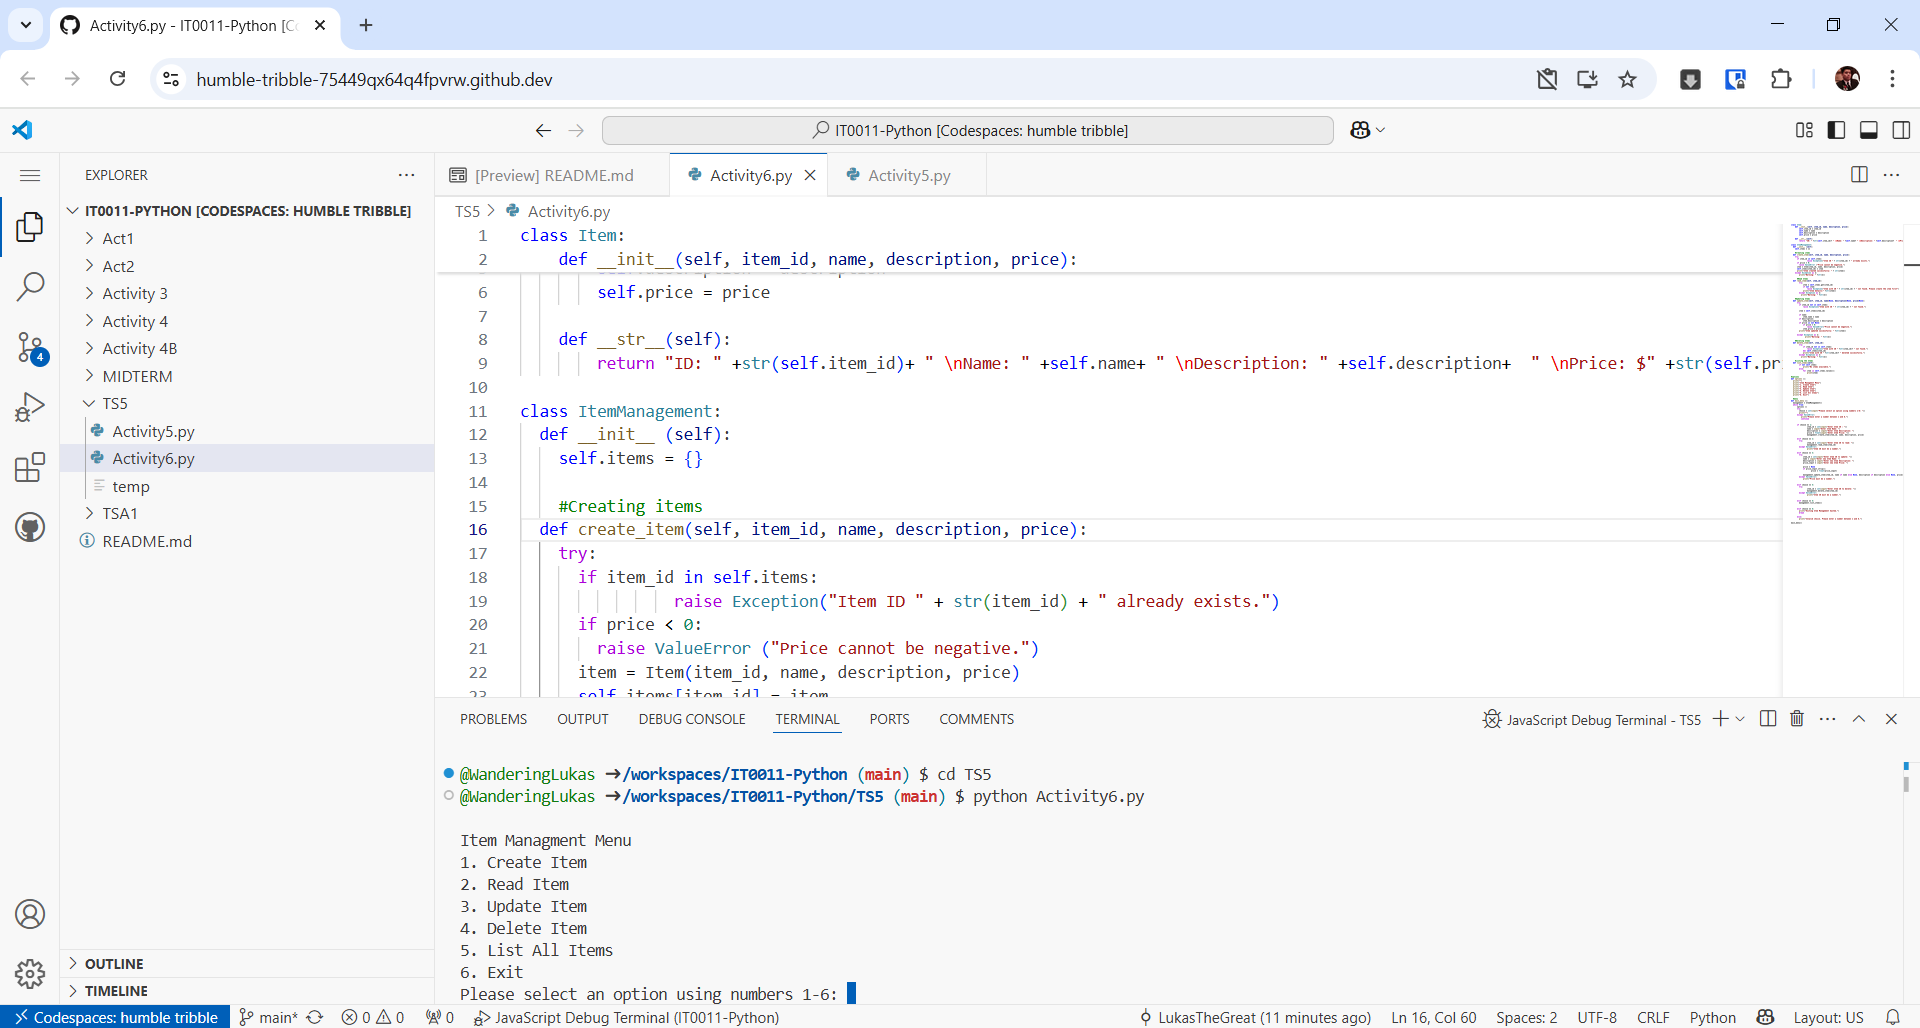 Activity6.py - IT0011-Python [Co
humble-tribble-75449qx64q4fpvrw.github.dev
IT0011-Python [Codespaces: humble tribble]
EXPLORER
IT0011-PYTHON [CODESPACES: HUMBLE TRIBBLE]
Act1
Act2
Activity 3
Activity 4
Activity 4B
MIDTERM
TS5
Activity5.py
Activity6.py
temp
TSA1
README.md
4
OUTLINE
TIMELINE
[Preview] README.md
Activity6.py
Activity5.py
TS5 > Activity6.py
1 class Item:
2 def __init__(self, item_id, name, description, price):
6 self.price = price
7
8 def __str__(self):
9 return "ID: " +str(self.item_id)+ " \nName: " +self.name+ " \nDescription: " +self.description+ " \nPrice: $" +str(self.pr
10
11 class ItemManagement:
12 def __init__ (self):
13 self.items = {}
14
15 #Creating items
16 def create_item(self, item_id, name, description, price):
17 try:
18 if item_id in self.items:
19 raise Exception("Item ID " + str(item_id) + " already exists.")
20 if price < 0:
21 raise ValueError ("Price cannot be negative.")
22 item = Item(item_id, name, description, price)
23 self.items[item_id] = item
PROBLEMS OUTPUT DEBUG CONSOLE TERMINAL PORTS COMMENTS
JavaScript Debug Terminal - TS5
@WanderingLukas ➜/workspaces/IT0011-Python (main) $ cd TS5
@WanderingLukas ➜/workspaces/IT0011-Python/TS5 (main) $ python Activity6.py
Item Managment Menu
1. Create Item
2. Read Item
3. Update Item
4. Delete Item
5. List All Items
6. Exit
Please select an option using numbers 1-6:
Codespaces: humble tribble main* 0 0 0 JavaScript Debug Terminal (IT0011-Python) LukasTheGreat (11 minutes ago) Ln 16, Col 60 Spaces: 2 UTF-8 CRLF Python Layout: US